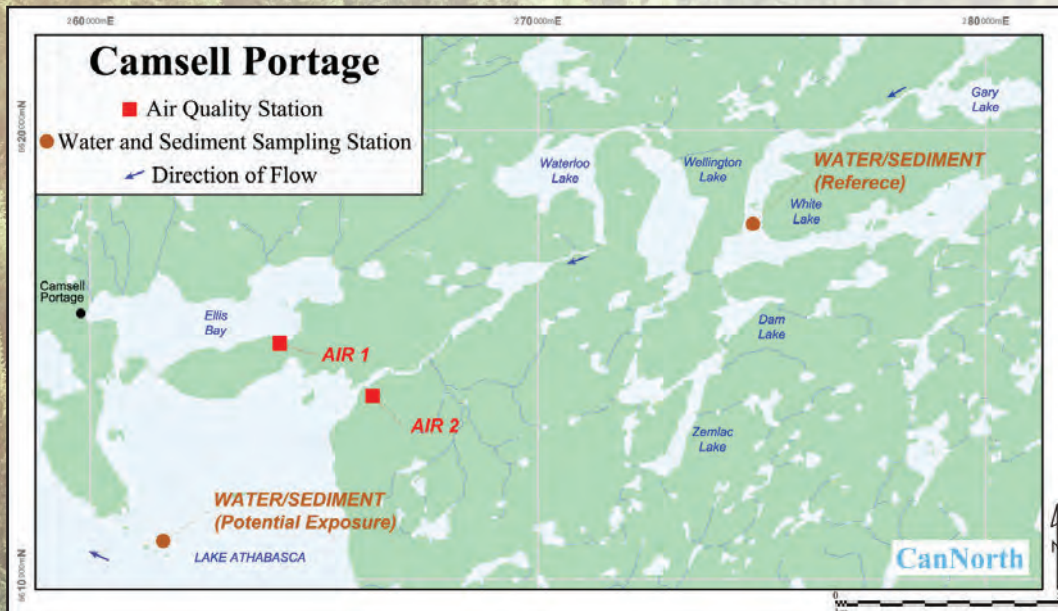 260000mE
270000mE
280000mE
Camsell Portage
Air Quality Station
Water and Sediment Sampling Station
Direction of Flow
Gary
Lake
Waterloo
Lake
Wellington
Lake
WATER/SEDIMENT
(Referece)
White
Lake
Camsell
Portage
Ellis
Bay
Dam
Lake
AIR 1
AIR 2
Zemlac
Lake
WATER/SEDIMENT
(Potential Exposure)
LAKE ATHABASCA
CanNorth
N
0